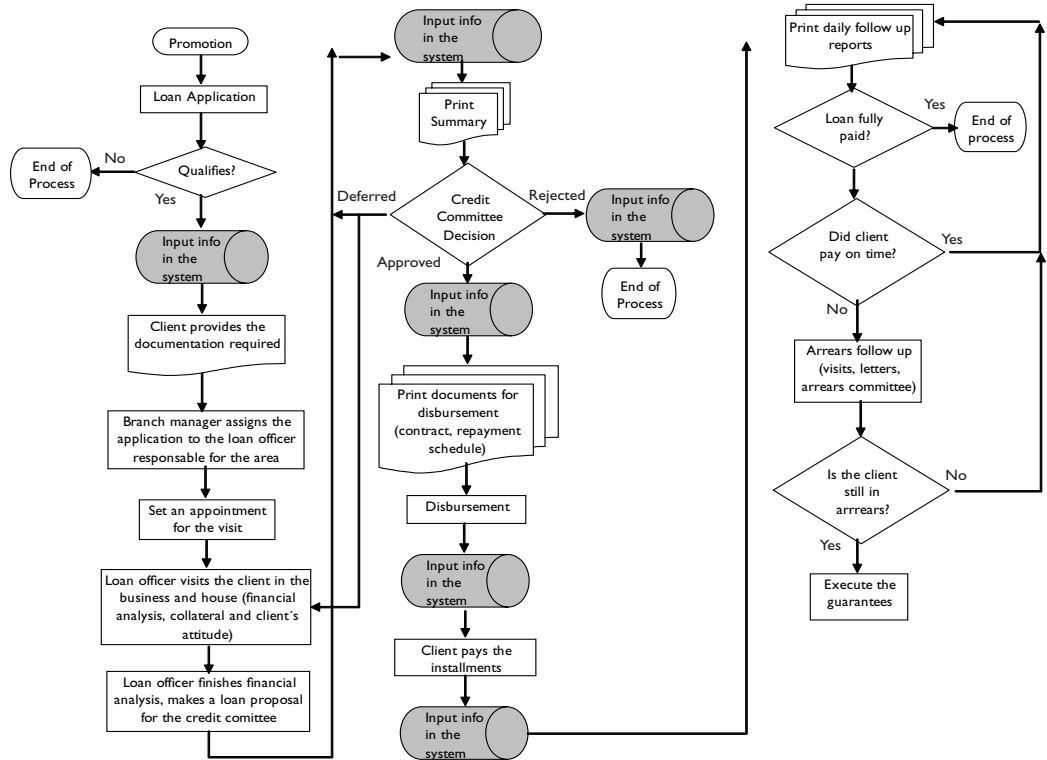 Promotion
Loan Application
Qualifies?
No
End of
Process
Yes
Input info
in the
system
Client provides the
documentation required
Branch manager assigns the
application to the loan officer
responsable for the area
Set an appointment
for the visit
Loan officer visits the client in the
business and house (financial
analysis, collateral and client´s
attitude)
Loan officer finishes financial
analysis, makes a loan proposal
for the credit comittee
Input info
in the
system
Print
Summary
Credit
Committee
Decision
Deferred
Rejected
Input info
in the
system
End of
Process
Approved
Input info
in the
system
Print documents for
disbursement
(contract, repayment
schedule)
Disbursement
Input info
in the
system
Client pays the
installments
Input info
in the
system
Print daily follow up
reports
Loan fully
paid?
Yes
End of
process
Did client
pay on time?
Yes
No
Arrears follow up
(visits, letters,
arrears committee)
Is the client
still in
arrrears?
No
Yes
Execute the
guarantees